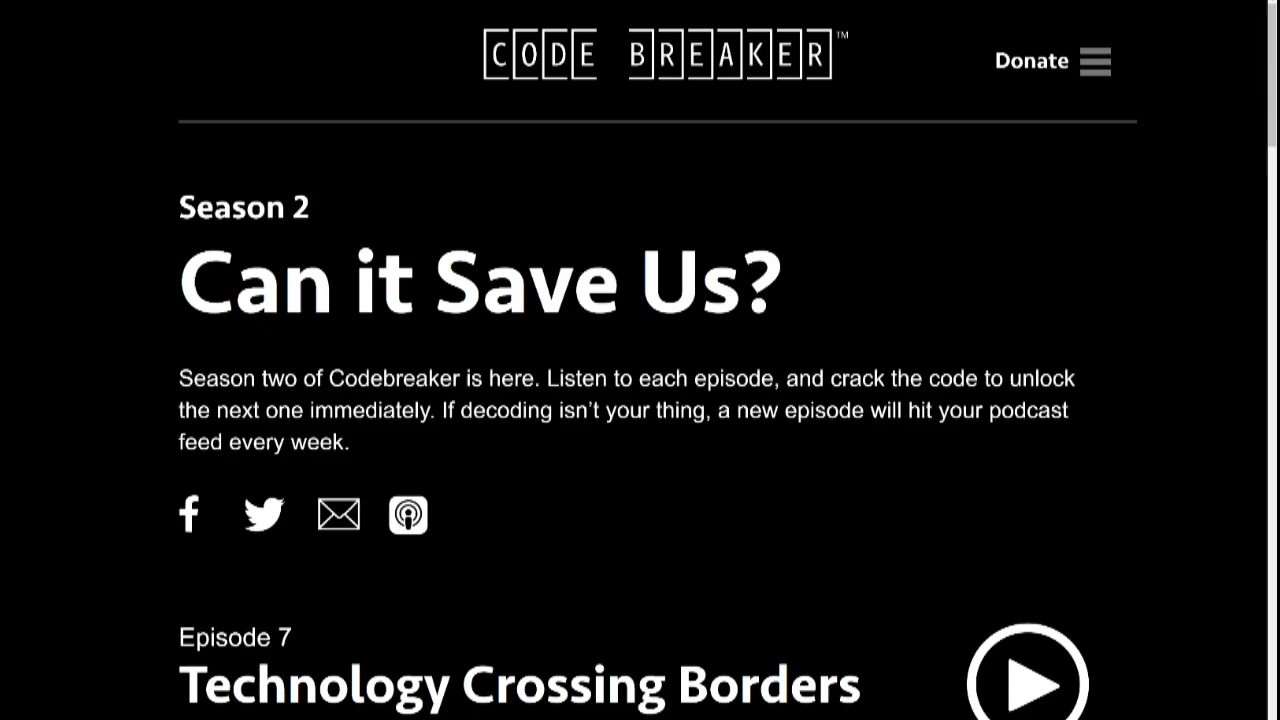 CODE BREAKER™
Donate
Season 2
Can it Save Us?
Season two of Codebreaker is here. Listen to each episode, and crack the code to unlock
the next one immediately. If decoding isn’t your thing, a new episode will hit your podcast
feed every week.
Episode 7
Technology Crossing Borders